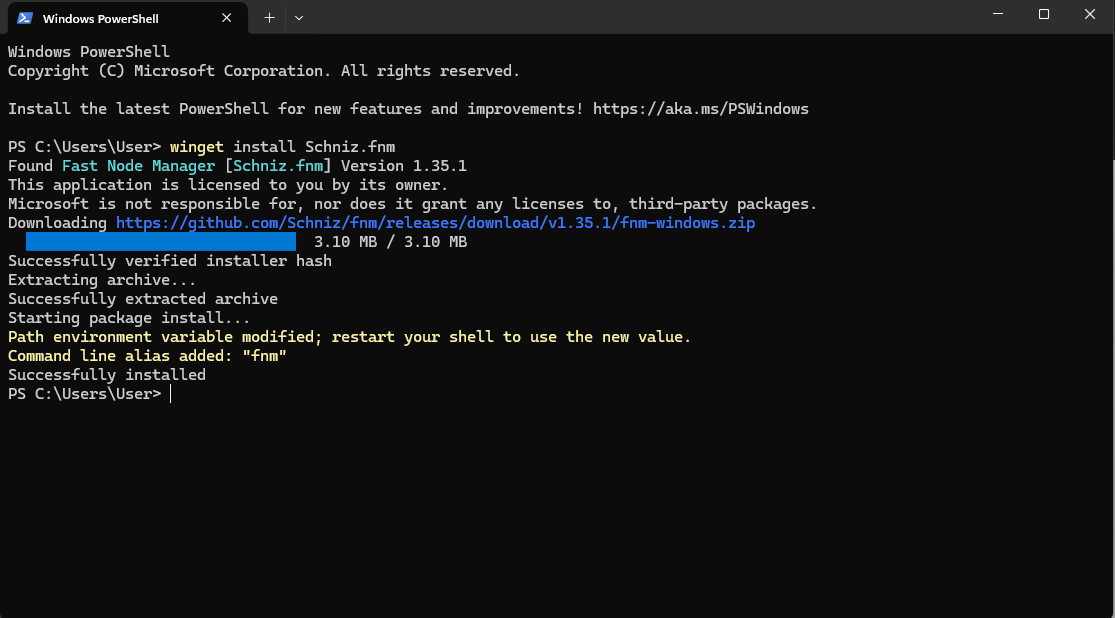 Windows PowerShell
Windows PowerShell
Copyright (C) Microsoft Corporation. All rights reserved.
Install the latest PowerShell for new features and improvements! https://aka.ms/PSWindows
PS C:\Users\User> winget install Schniz.fnm
Found Fast Node Manager [Schniz.fnm] Version 1.35.1
This application is licensed to you by its owner.
Microsoft is not responsible for, nor does it grant any licenses to, third-party packages.
Downloading https://github.com/Schniz/fnm/releases/download/v1.35.1/fnm-windows.zip
3.10 MB / 3.10 MB
Successfully verified installer hash
Extracting archive...
Successfully extracted archive
Starting package install...
Path environment variable modified; restart your shell to use the new value.
Command line alias added: "fnm"
Successfully installed
PS C:\Users\User>